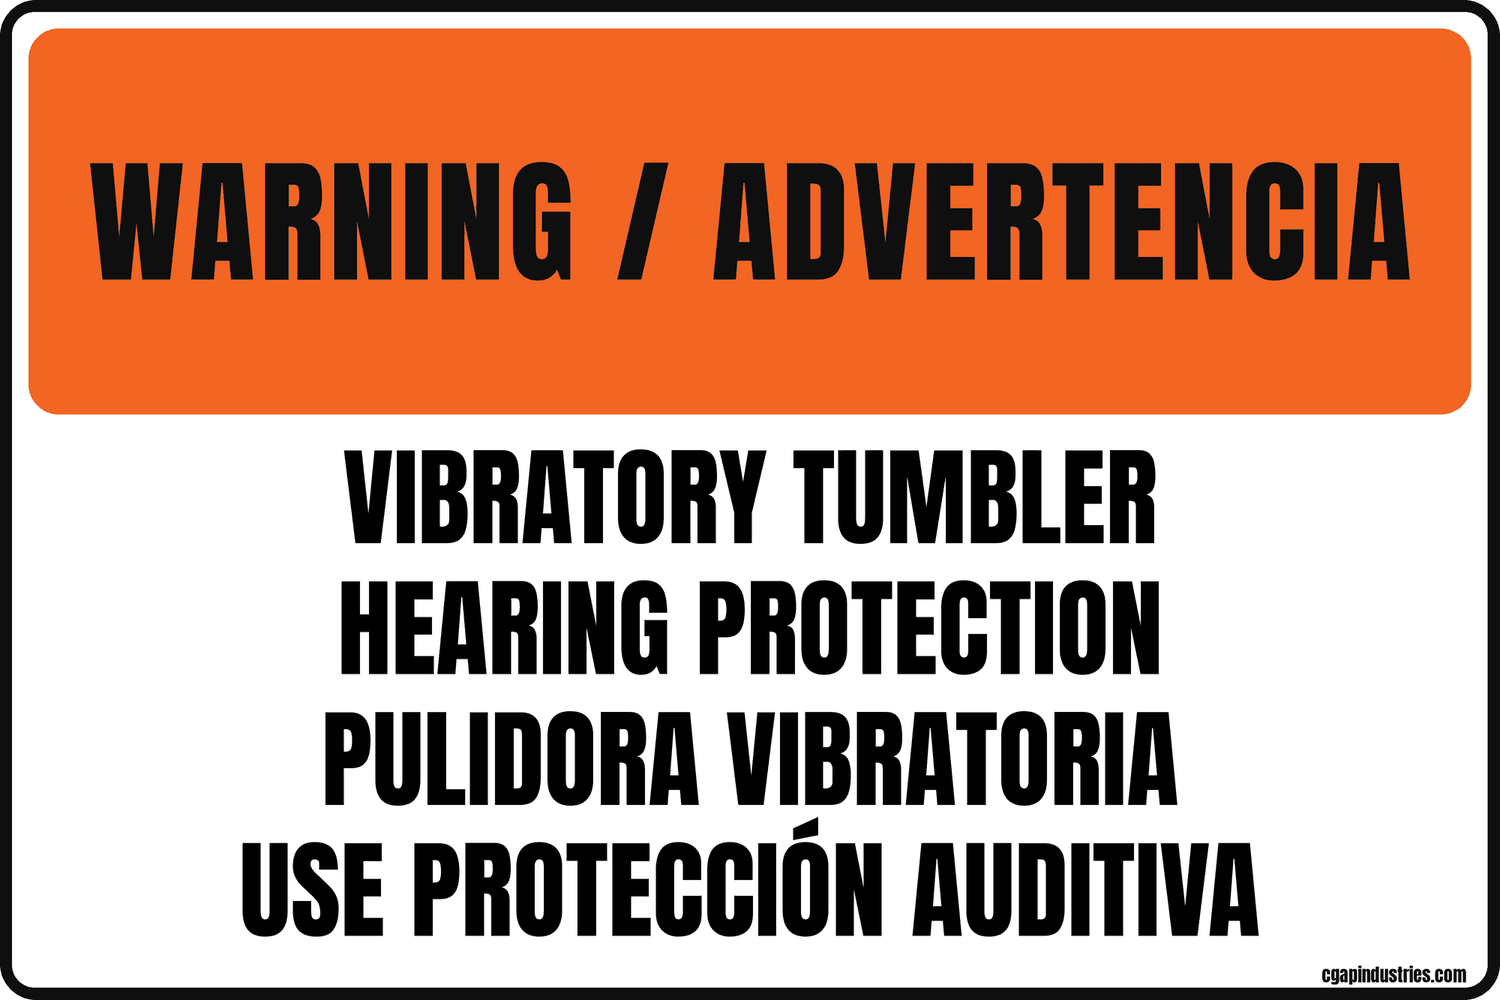 WARNING / ADVERTENCIA
VIBRATORY TUMBLER
HEARING PROTECTION
PULIDORA VIBRATORIA
USE PROTECCIÓN AUDITIVA
cgapindustries.com